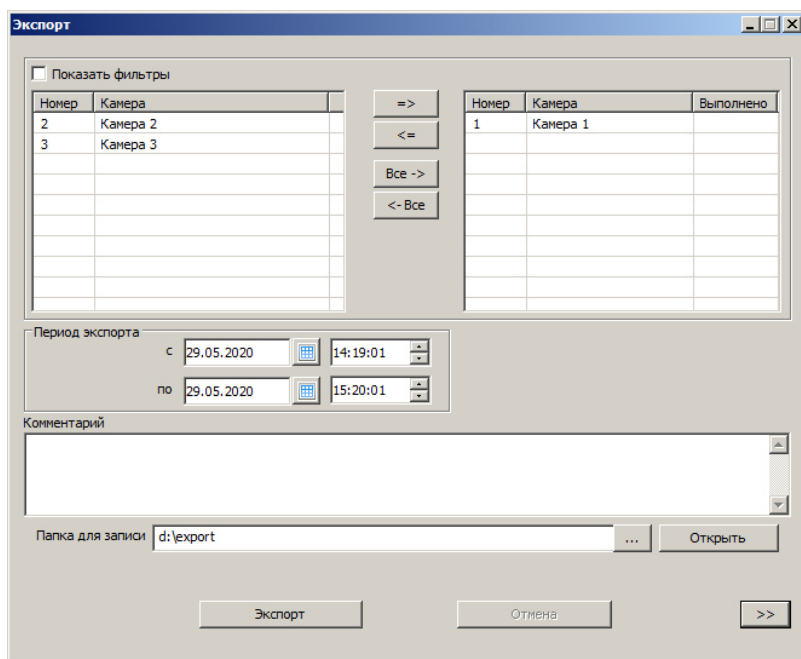 Экспорт
Показать фильтры
Номер Камера
2 Камера 2
3 Камера 3
=>
<=
Все ->
<- Все
Номер Камера Выполнено
1 Камера 1
Период экспорта
с 29.05.2020 14:19:01
по 29.05.2020 15:20:01
Комментарий
Папка для записи d:\export ... Открыть
Экспорт Отмена >>